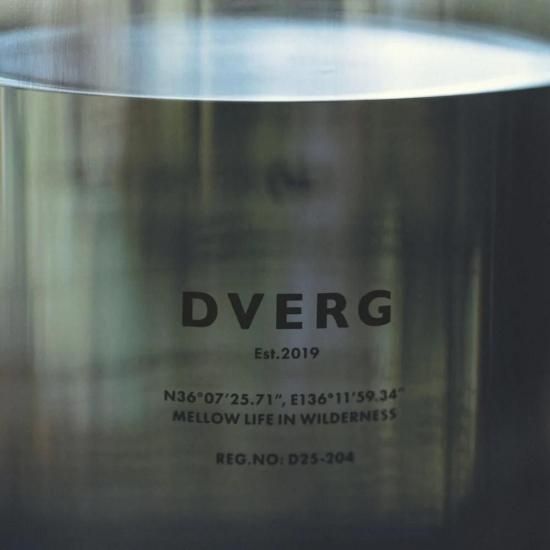 DVERG
Est.2019
N36°07'25.71", E136°11'59.34"
MELLOW LIFE IN WILDERNESS
REG.NO: D25-204